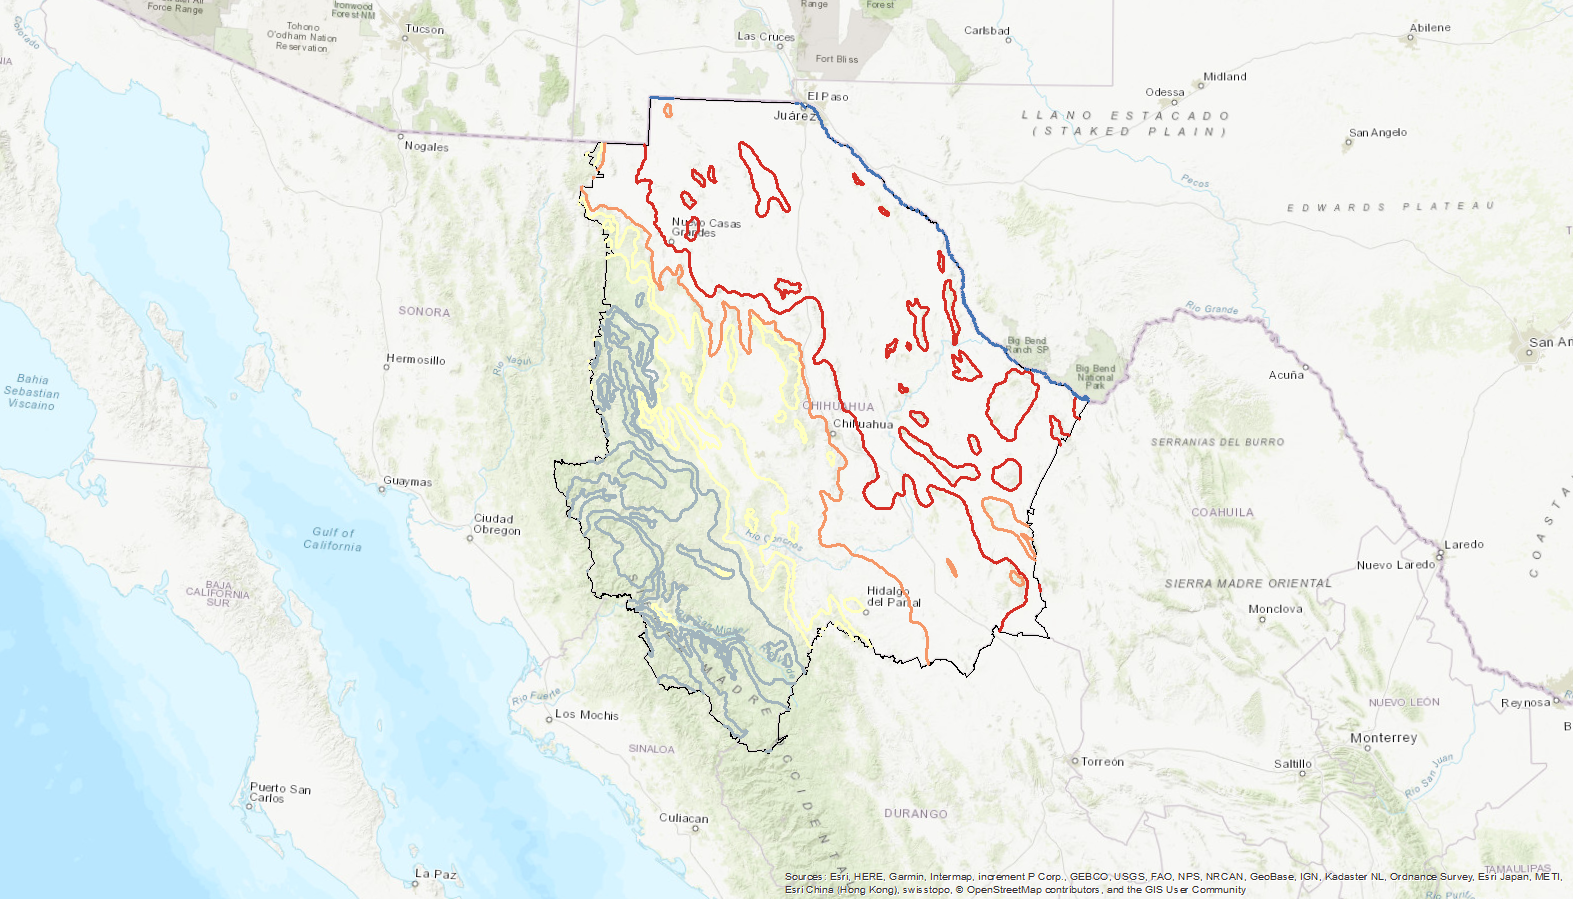 Force Range
Ironwood
Forest NM
Range
Forest
Tohono
O'odham Nation
Reservation
Tucson
Las Cruces
Carlsbad
Abilene
Colorado
Fort Bliss
Midland
Odessa
El Paso
Juárez
LLANO ESTACADO
(STAKED PLAIN)
San Angelo
Nogales
Pecos
EDWARDS PLATEAU
Nuevo Casas
Grandes
SONORA
Rio Grande
Big Bend
Ranch SP
San An
Hermosillo
Rio Yaqui
Big Bend
National
Park
Acuña
Bahia
Sebastian
Viscaino
CHIHUAHUA
Chihuahua
SERRANIAS DEL BURRO
Guaymas
COAHUILA
Ciudad
Obregon
Gulf of
California
Rio Conchos
Laredo
Nuevo Laredo
COASTA
BAJA
CALIFORNIA
SUR
Hidalgo
del Parral
SIERRA MADRE ORIENTAL
Monclova
S
MADRE
Rio Fuerte
Los Mochis
NUEVO LEÓN
Reynosa
SINALOA
Monterrey
Torreón
Saltillo
Rio San Juan
CCIDENTA
Puerto San
Carlos
Culiacan
DURANGO
La Paz
TAMAULIPAS
Sources: Esri, HERE, Garmin, Intermap, increment P Corp., GEBCO, USGS, FAO, NPS, NRCAN, GeoBase, IGN, Kadaster NL, Ordnance Survey, Esri Japan, METI,
Esri China (Hong Kong), swisstopo, © OpenStreetMap contributors, and the GIS User Community